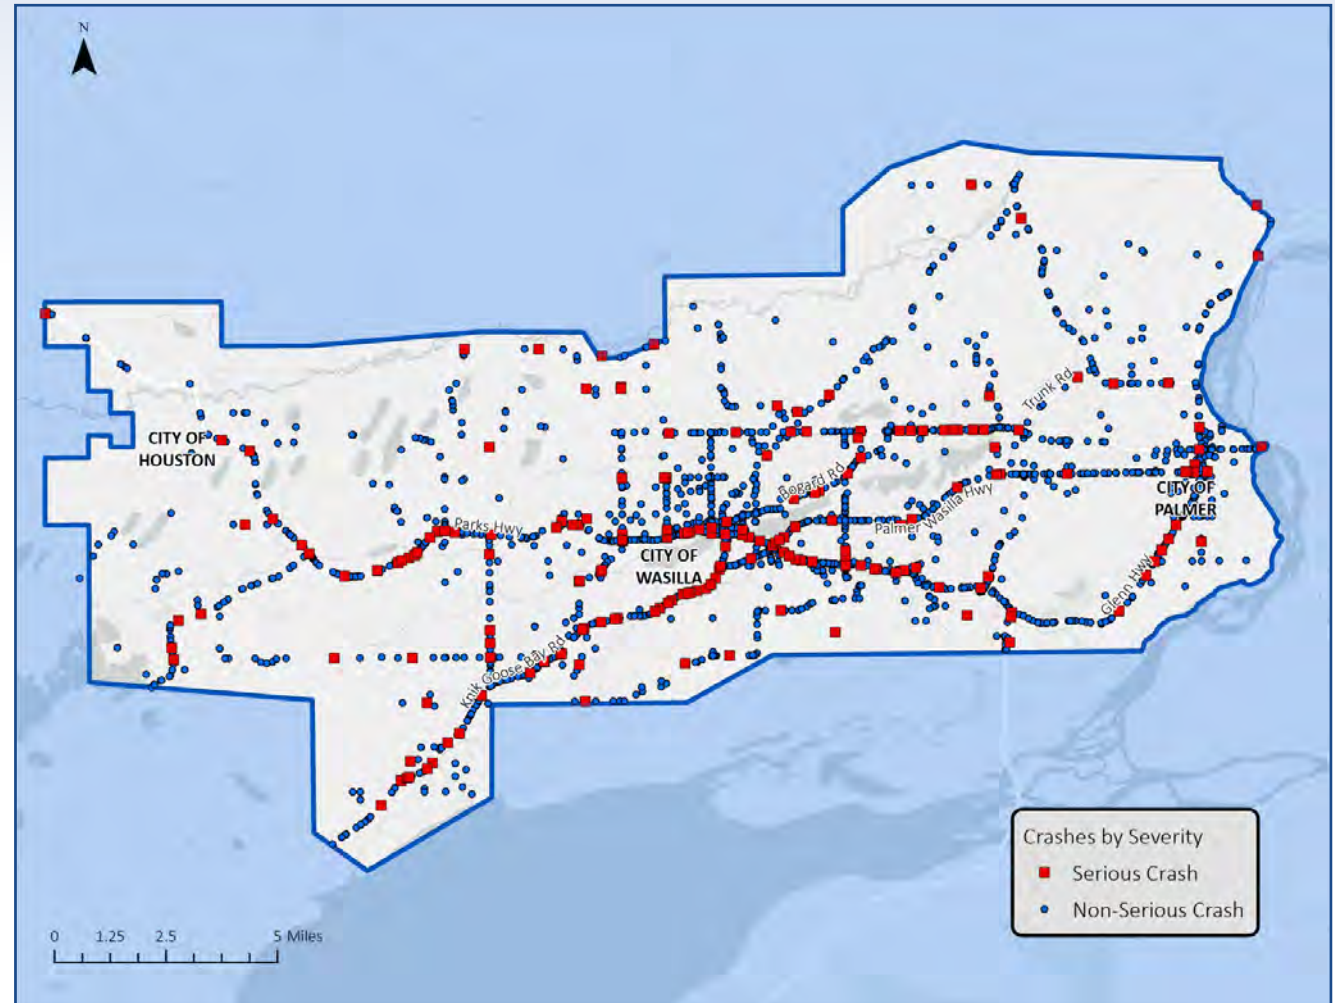 N
Trunk Rd
CITY OF
HOUSTON
Bogard Rd
CITY OF
PALMER
Palmer Wasilla Hwy
Parks Hwy
CITY OF
WASILLA
Glenn Hwy
Knik Goose Bay Rd
Crashes by Severity
Serious Crash
Non-Serious Crash
0 1.25 2.5 5 Miles